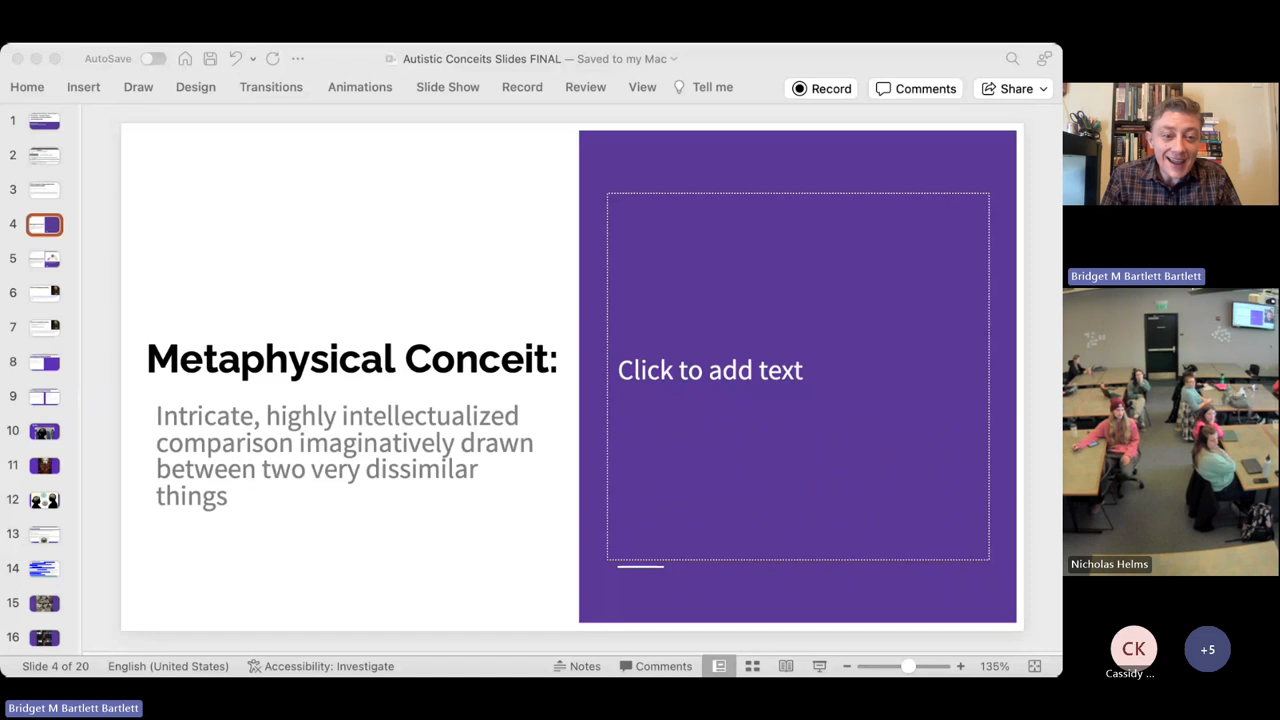 AutoSave
Autistic Conceits Slides FINAL — Saved to my Mac
Home Insert Draw Design Transitions Animations Slide Show Record Review View Tell me
Record Comments Share
1
2
3
4
5
6
7
8
9
10
11
12
13
14
15
16
Metaphysical Conceit:
Intricate, highly intellectualized
comparison imaginatively drawn
between two very dissimilar
things
Click to add text
Slide 4 of 20 English (United States) Accessibility: Investigate Notes Comments 135%
Bridget M Bartlett Bartlett
Bridget M Bartlett Bartlett
Nicholas Helms
CK
Cassidy ...
+5